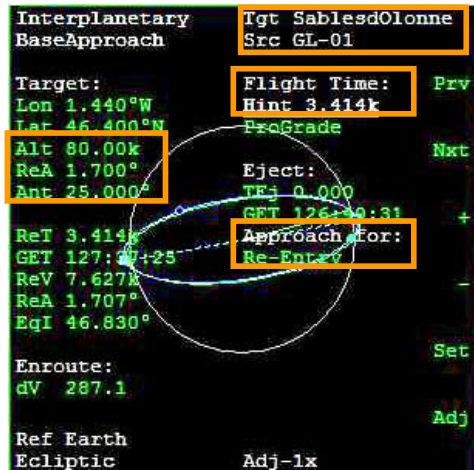 Interplanetary
BaseApproach
Tgt SablesdOlonne
Src GL-01
Target:
Lon 1.440°W
Lat 46.400°N
Alt 80.00k
ReA 1.700°
Ant 25.000°
ReT 3.414k
GET
ReV 7.627k
ReA 1.707°
EgI 46.830°
Enroute:
dV 287.1
Ref Earth
Ecliptic
Flight Time:
Hint 3.414k
ProGrade
Eject:
TEj 0.000
GET 126:40:31
Approach for:
Re-Entry
Adj-1x
Prv
Nxt
+
-
Set
Adj